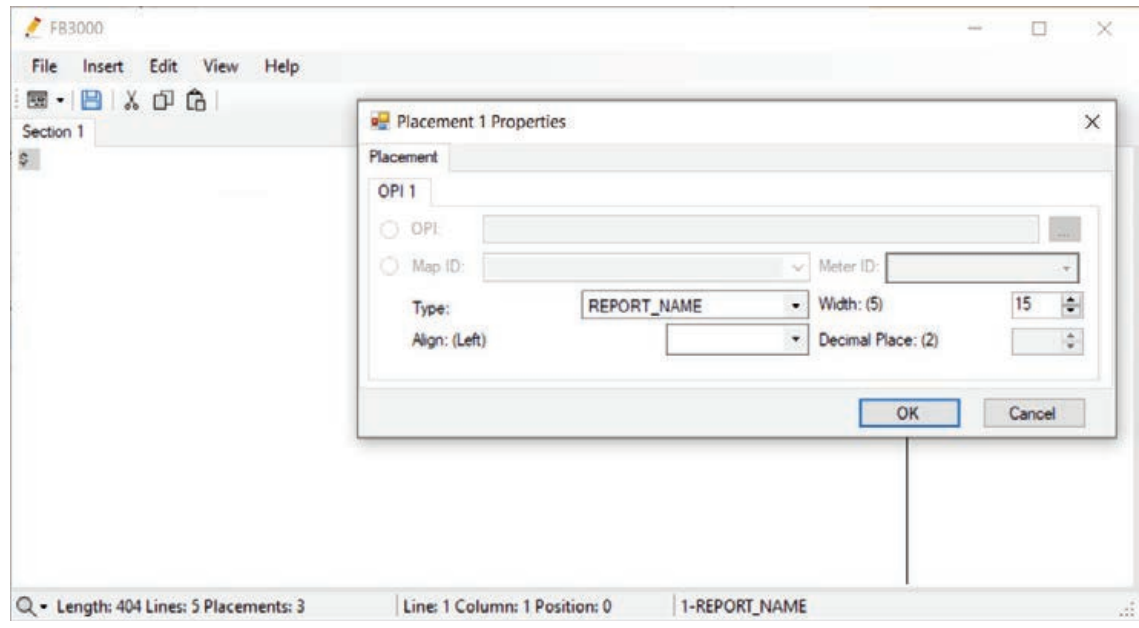 FB3000
File Insert Edit View Help
Section 1
$
Placement 1 Properties
Placement
OPI 1
OPI:
...
Map ID:
Meter ID:
Type:
REPORT_NAME
Width: (5)
15
Align: (Left)
Decimal Place: (2)
OK
Cancel
Length: 404 Lines: 5 Placements: 3
Line: 1 Column: 1 Position: 0
1-REPORT_NAME